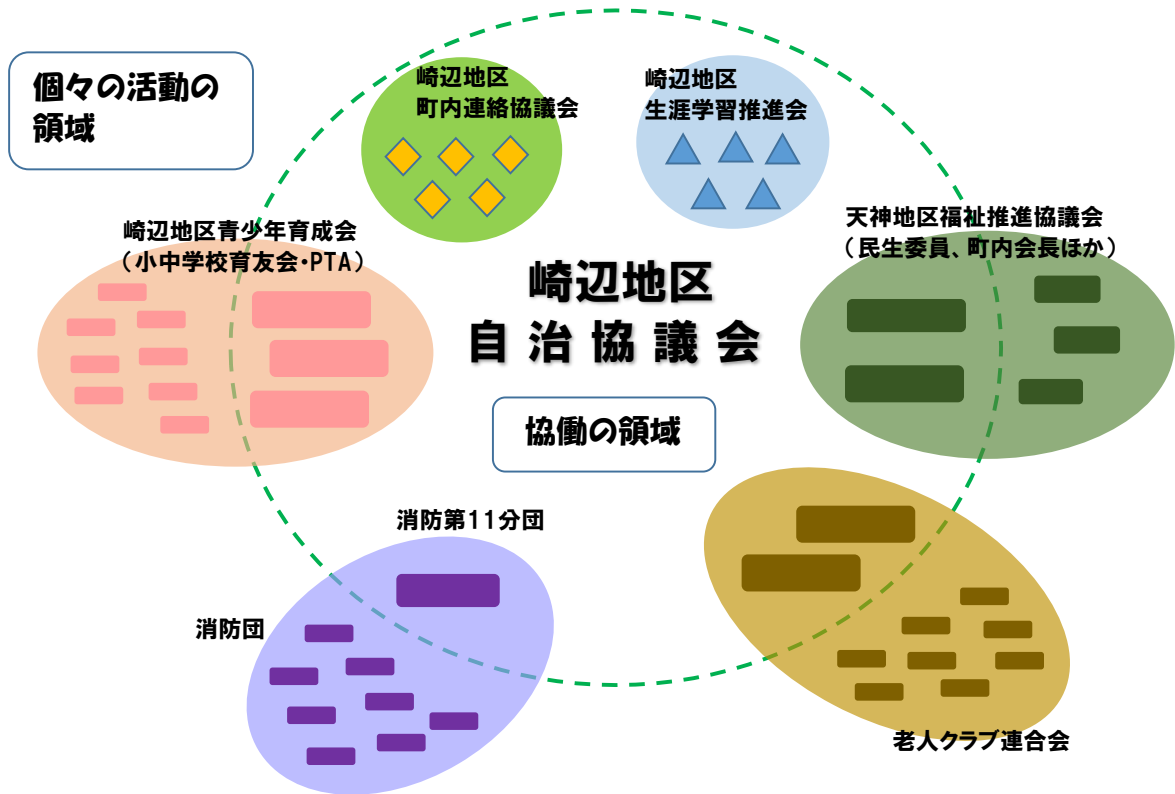 個々の活動の
領域
崎辺地区
町内連絡協議会
崎辺地区
生涯学習推進会
崎辺地区青少年育成会
（小中学校育友会・PTA）
天神地区福祉推進協議会
（民生委員、町内会長ほか）
崎辺地区
自治協議会
協働の領域
消防第11分団
消防団
老人クラブ連合会